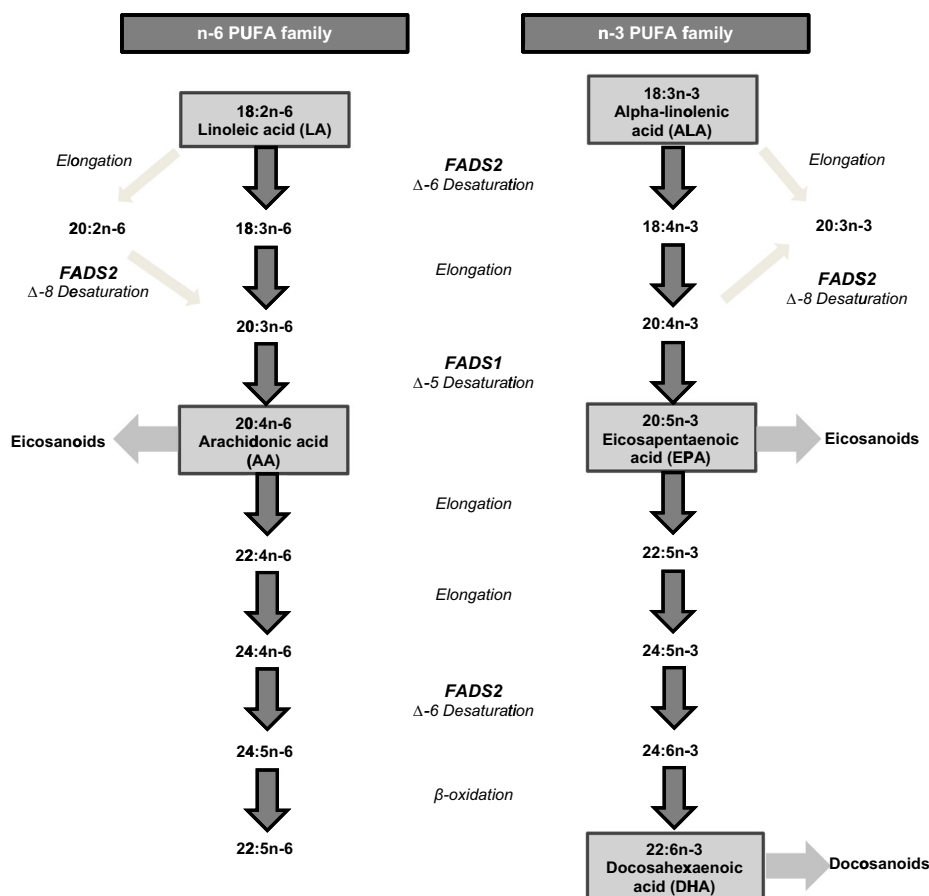 n-6 PUFA family
n-3 PUFA family
18:2n-6
Linoleic acid (LA)
18:3n-3
Alpha-linolenic
acid (ALA)
Elongation
FADS2
Δ-6 Desaturation
Elongation
20:2n-6
18:3n-6
18:4n-3
20:3n-3
FADS2
Δ-8 Desaturation
Elongation
FADS2
Δ-8 Desaturation
20:3n-6
20:4n-3
FADS1
Δ-5 Desaturation
Eicosanoids
20:4n-6
Arachidonic acid
(AA)
20:5n-3
Eicosapentaenoic
acid (EPA)
Eicosanoids
Elongation
22:4n-6
22:5n-3
Elongation
24:4n-6
24:5n-3
FADS2
Δ-6 Desaturation
24:5n-6
24:6n-3
β-oxidation
22:5n-6
22:6n-3
Docosahexaenoic
acid (DHA)
Docosanoids